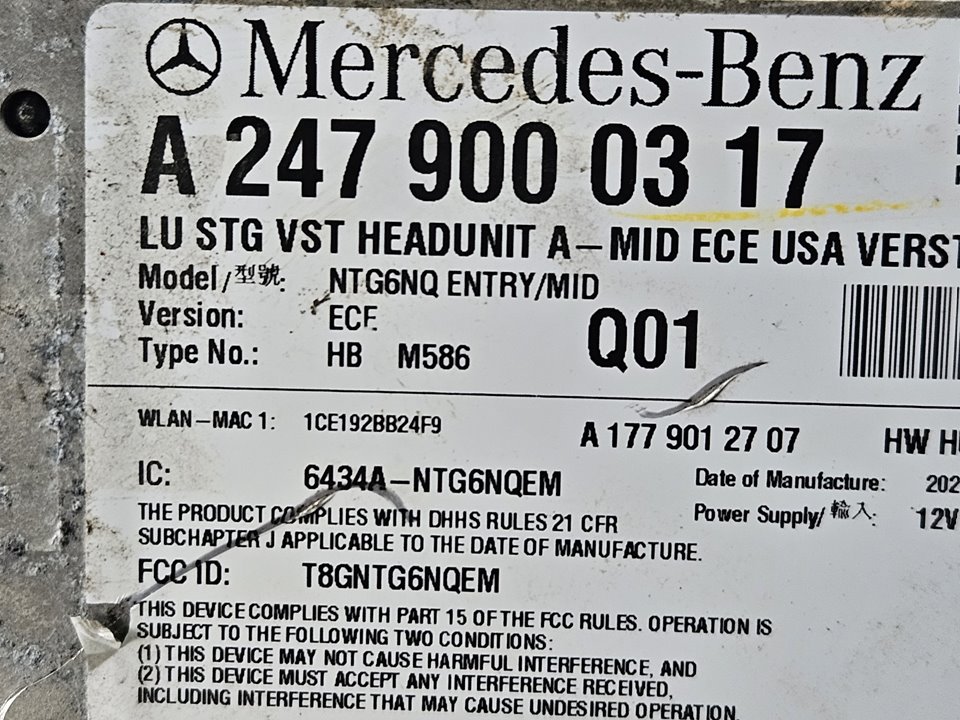 Mercedes-Benz
A 247 900 03 17
LU STG VST HEADUNIT A-MID ECE USA VERST
Model/型號: NTG6NQ ENTRY/MID
Version: ECE
Type No.: HB M586
Q01
WLAN-MAC 1: 1CE192BB24F9
A 177 901 27 07 HW
IC: 6434A-NTG6NQEM
Date of Manufacture: 202
Power Supply/輸入: 12V
THE PRODUCT COMPLIES WITH DHHS RULES 21 CFR
SUBCHAPTER J APPLICABLE TO THE DATE OF MANUFACTURE.
FCC ID: T8GNTG6NQEM
THIS DEVICE COMPLIES WITH PART 15 OF THE FCC RULES. OPERATION IS
SUBJECT TO THE FOLLOWING TWO CONDITIONS:
(1) THIS DEVICE MAY NOT CAUSE HARMFUL INTERFERENCE, AND
(2) THIS DEVICE MUST ACCEPT ANY INTERFERENCE RECEIVED,
INCLUDING INTERFERENCE THAT MAY CAUSE UNDESIRED OPERATION.